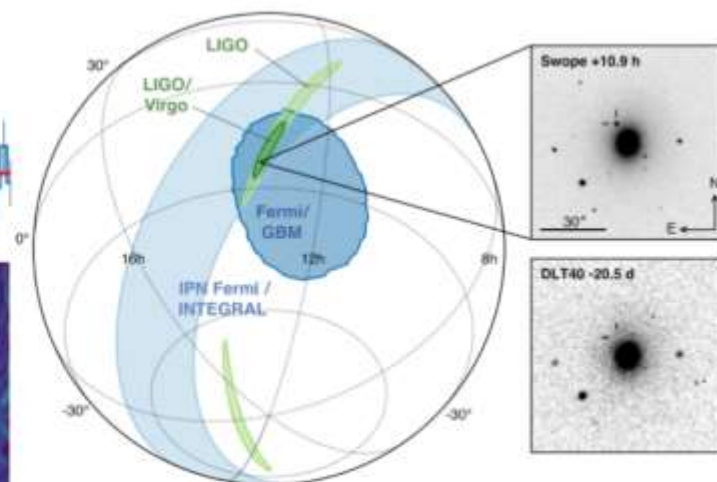 LIGO
LIGO/
Virgo
30°
30°
Fermi/
GBM
0°
16h
12h
8h
IPN Fermi /
INTEGRAL
-30°
-30°
Swope +10.9 h
N
30"
E
DLT40 -20.5 d